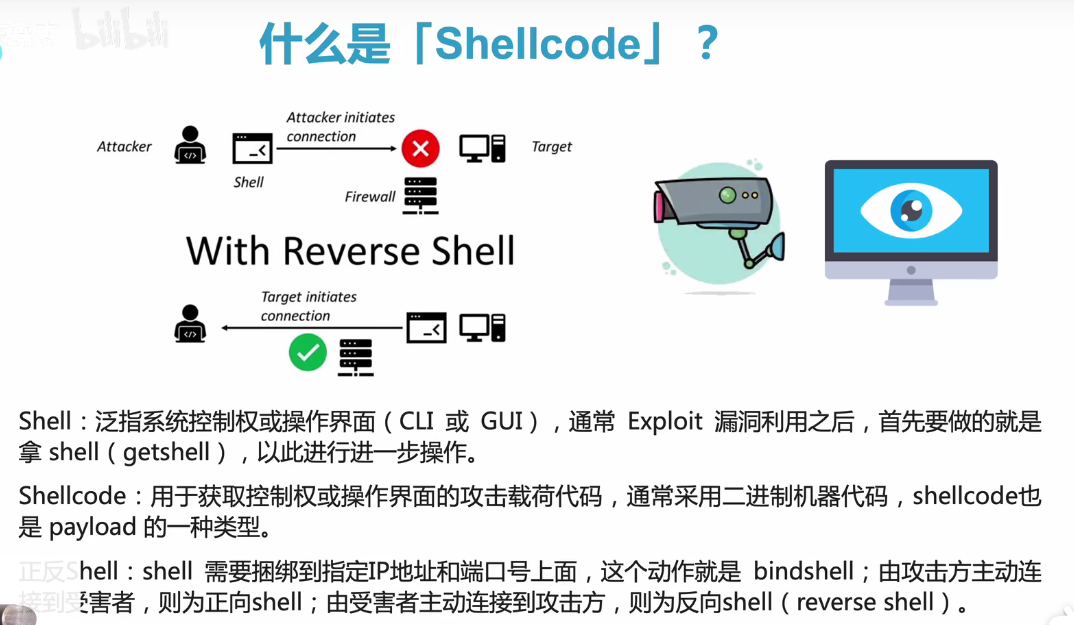 bilibili
什么是「Shellcode」？
Attacker initiates
connection
Attacker
Target
Shell
Firewall
With Reverse Shell
Target initiates
connection
Shell：泛指系统控制权或操作界面（CLI 或 GUI），通常 Exploit 漏洞利用之后，首先要做的就是
拿 shell（getshell），以此进行进一步操作。
Shellcode：用于获取控制权或操作界面的攻击载荷代码，通常采用二进制机器代码，shellcode也
是 payload 的一种类型。
正反Shell：shell 需要捆绑到指定IP地址和端口号上面，这个动作就是 bindshell；由攻击方主动连
接到受害者，则为正向shell；由受害者主动连接到攻击方，则为反向shell（reverse shell）。